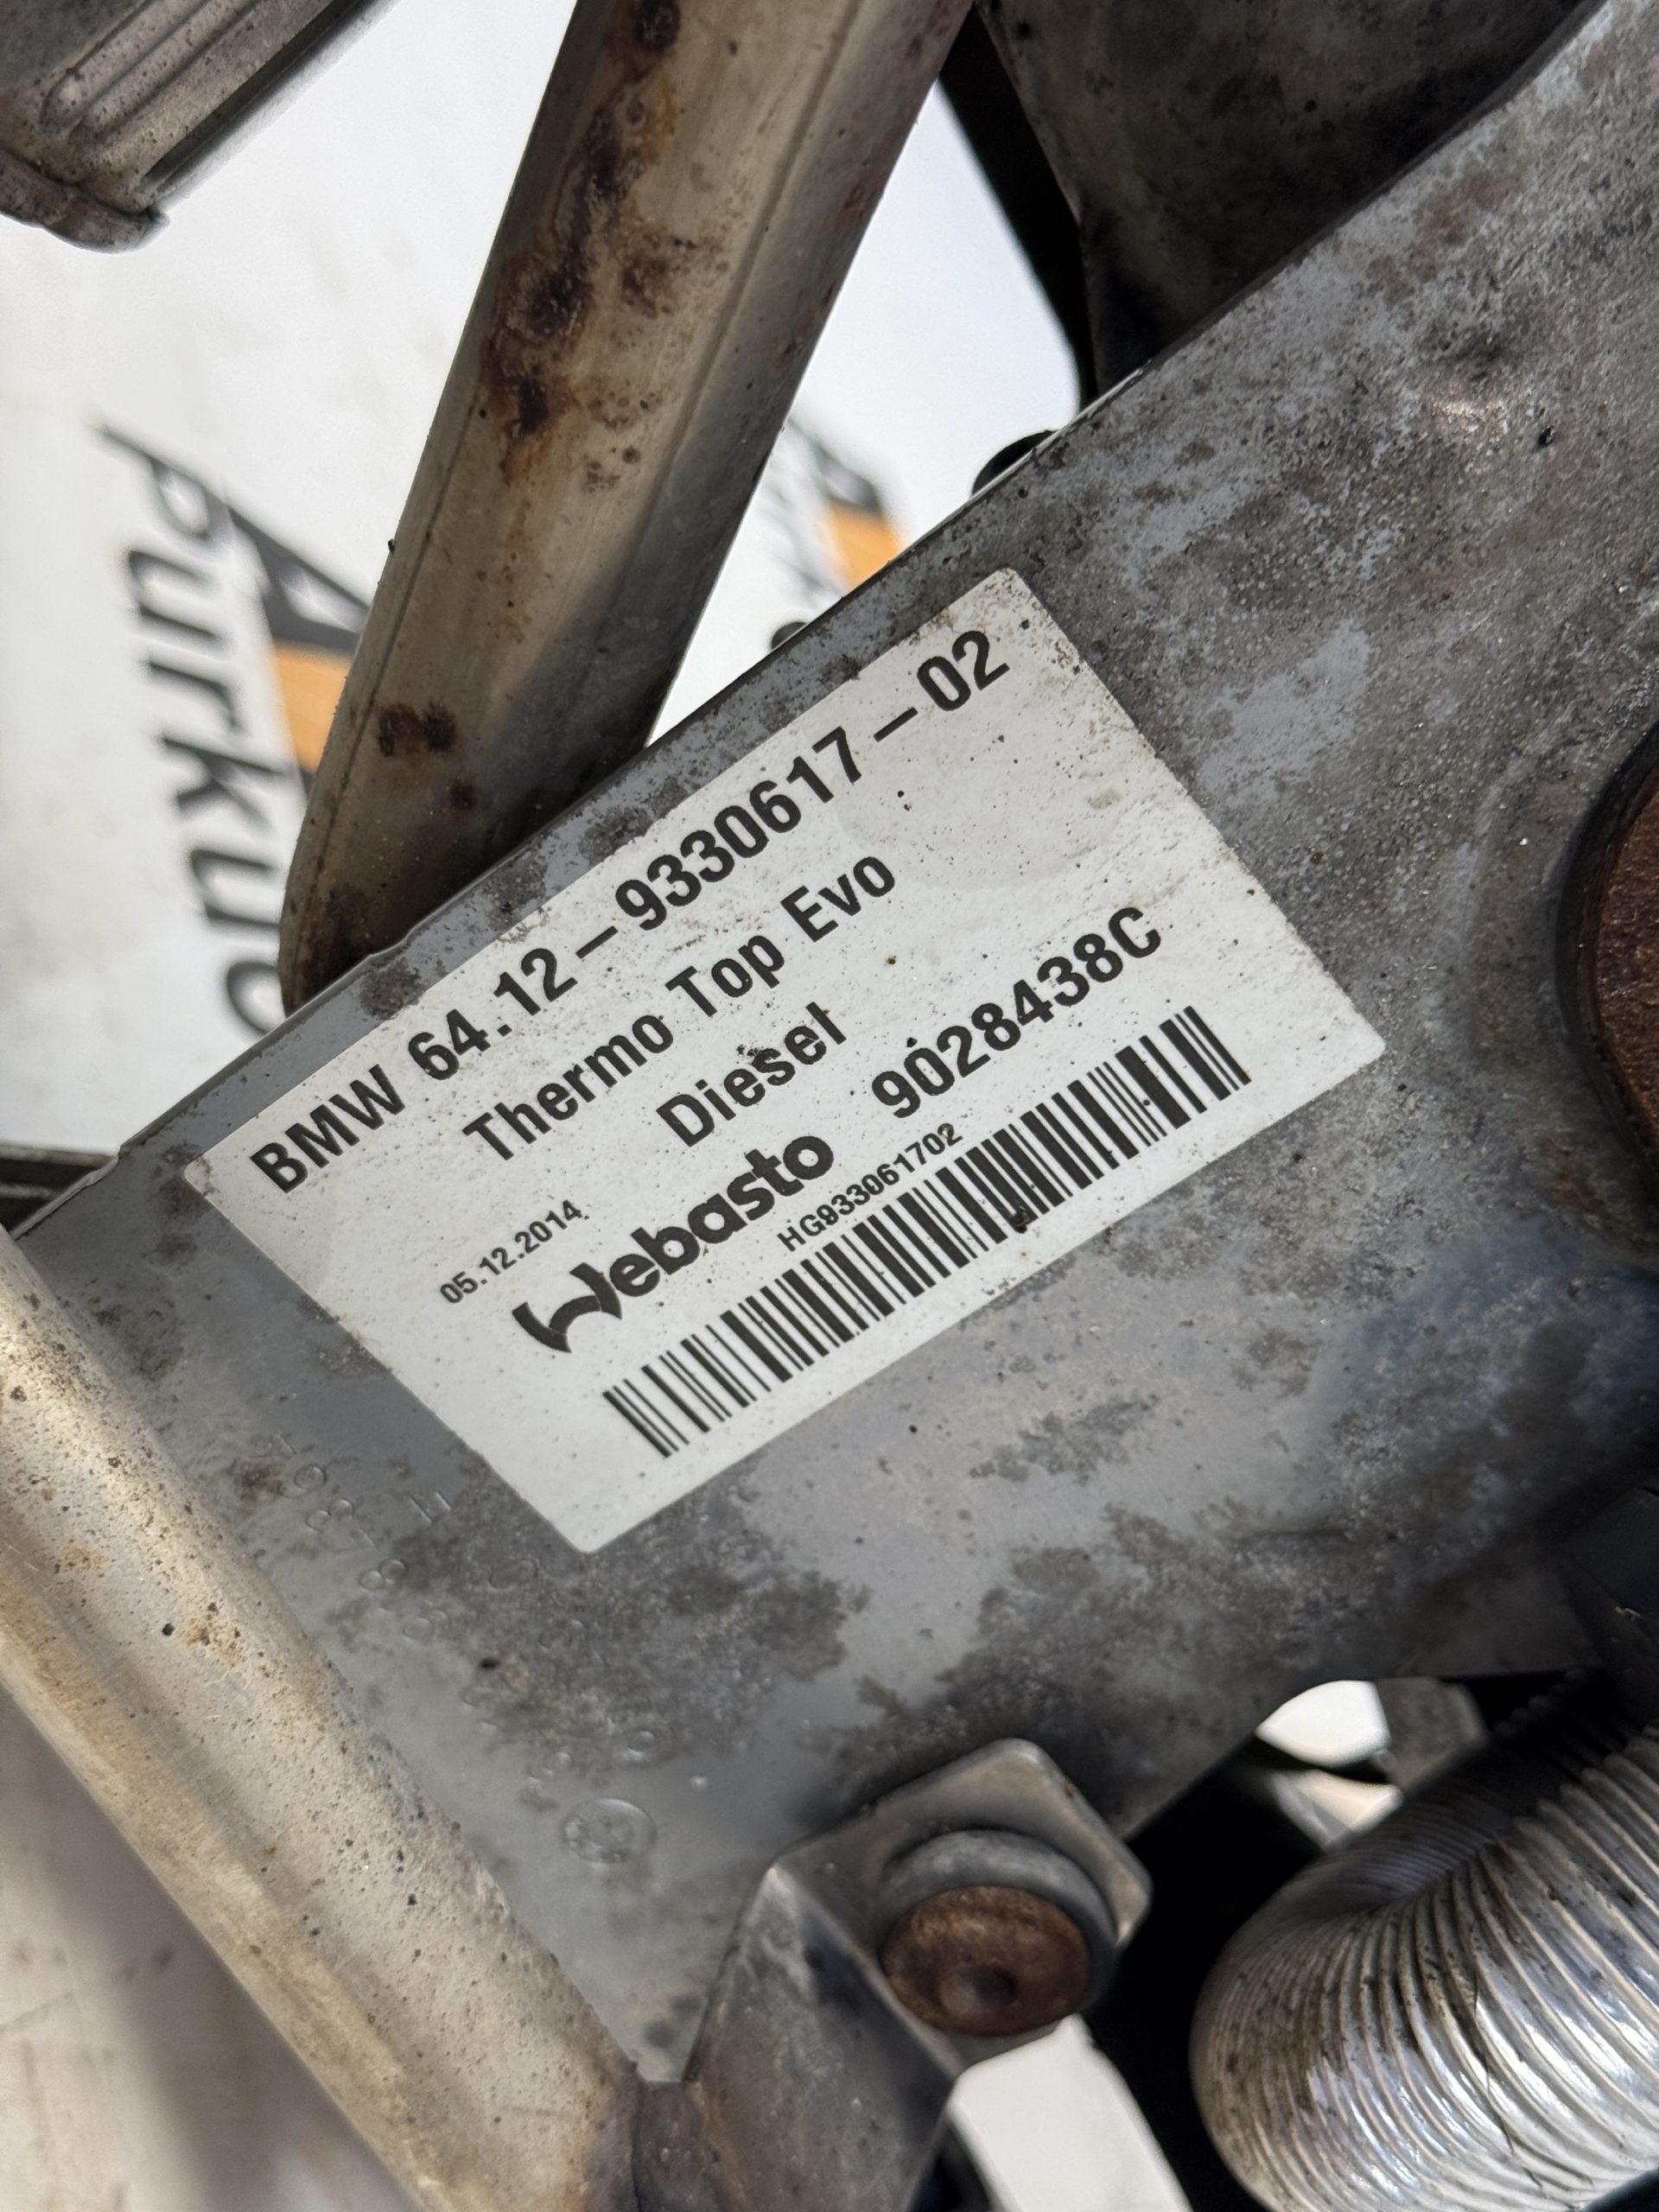 BMW 64.12-9330617-02
Thermo Top Evo
Diesel
05.12.2014
Webasto 9028438C
HG933061702